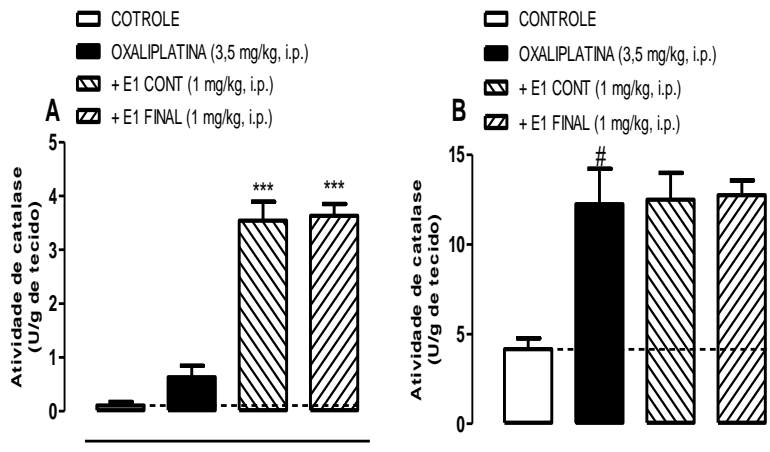 COTROLE
OXALIPLATINA (3,5 mg/kg, i.p.)
+ E1 CONT (1 mg/kg, i.p.)
+ E1 FINAL (1 mg/kg, i.p.)
A
5
4
3
2
1
0
Atividade de catalase
(U/g de tecido)
***
***
CONTROLE
OXALIPLATINA (3,5 mg/kg, i.p.)
+ E1 CONT (1 mg/kg, i.p.)
+ E1 FINAL (1 mg/kg, i.p.)
B
15
10
5
0
Atividade de catalase
(U/g de tecido)
#